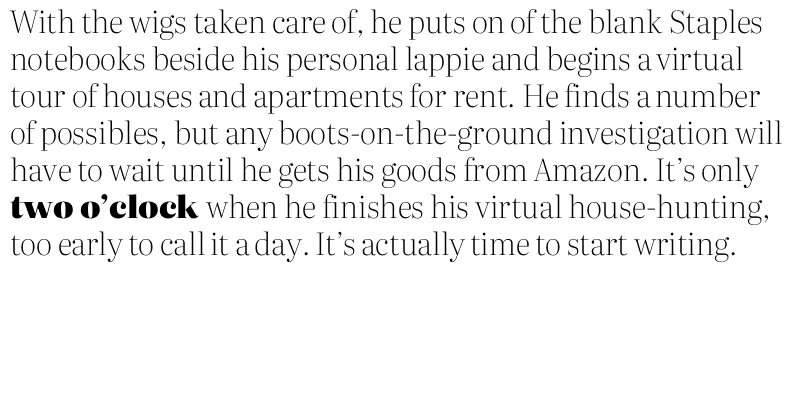 With the wigs taken care of, he puts on of the blank Staples
notebooks beside his personal lappie and begins a virtual
tour of houses and apartments for rent. He finds a number
of possibles, but any boots-on-the-ground investigation will
have to wait until he gets his goods from Amazon. It’s only
two o’clock when he finishes his virtual house-hunting,
too early to call it a day. It’s actually time to start writing.